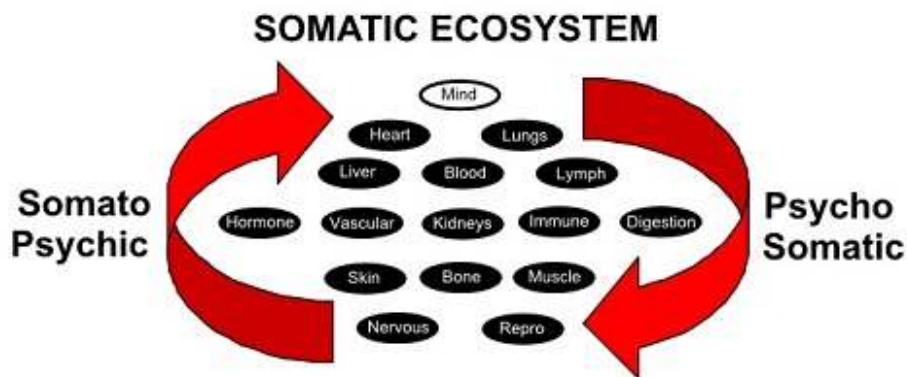 SOMATIC ECOSYSTEM
Mind
Heart Lungs
Liver Blood Lymph
Somato
Psychic
Hormone Vascular Kidneys Immune Digestion
Psycho
Somatic
Skin Bone Muscle
Nervous Repro